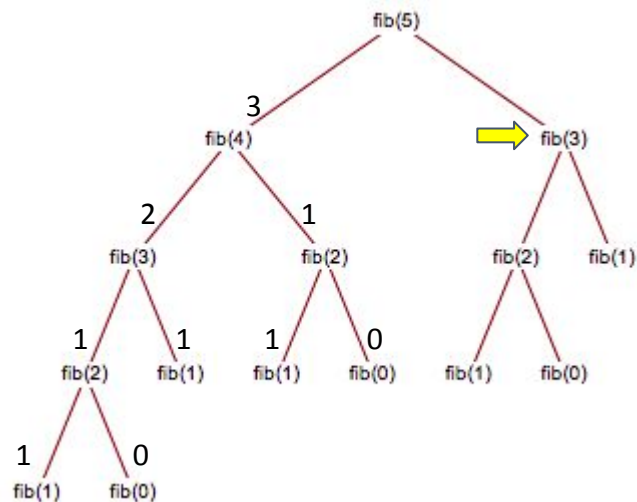 fib(5)
3
fib(4) fib(3)
2 1
fib(3) fib(2) fib(2) fib(1)
1 1 1 0
fib(2) fib(1) fib(1) fib(0) fib(1) fib(0)
1 0
fib(1) fib(0)